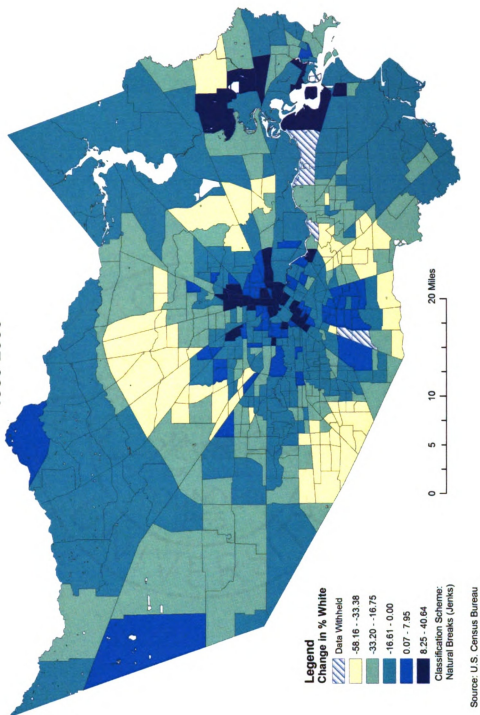 Legend
Change in % White
Data Withheld
-58.16 - -33.38
-33.20 - -16.75
-16.61 - 0.00
0.07 - 7.95
8.25 - 40.64
Classification Scheme:
Natural Breaks (Jenks)
Source: U.S. Census Bureau
0 5 10 20 Miles